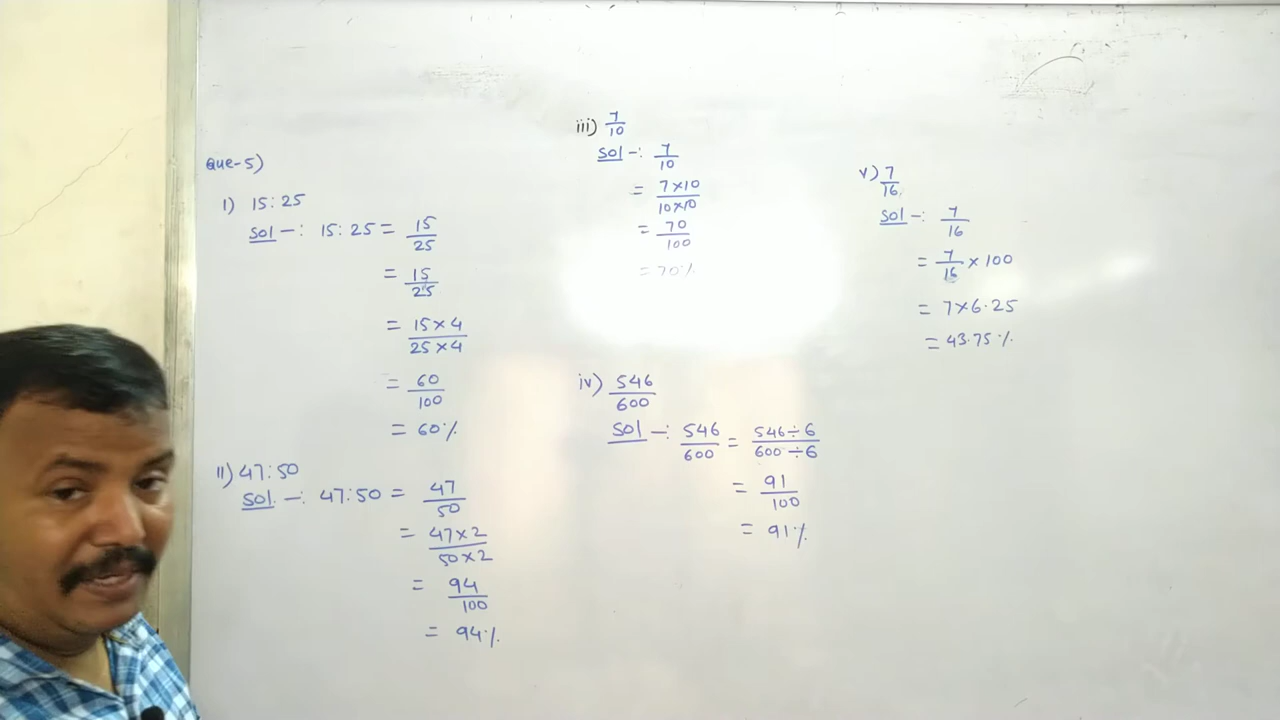 Que-5)
i) 15:25
Sol -: 15:25 = 15/25
= 15/25
= 15×4/25×4
= 60/100
= 60%
ii) 47:50
Sol -: 47:50 = 47/50
= 47×2/50×2
= 94/100
= 94%
iii) 7/10
Sol -: 7/10
= 7×10/10×10
= 70/100
= 70%
iv) 546/600
Sol -: 546/600 = 546÷6/600÷6
= 91/100
= 91%
v) 7/16
Sol -: 7/16
= 7/16 × 100
= 7×6.25
= 43.75%